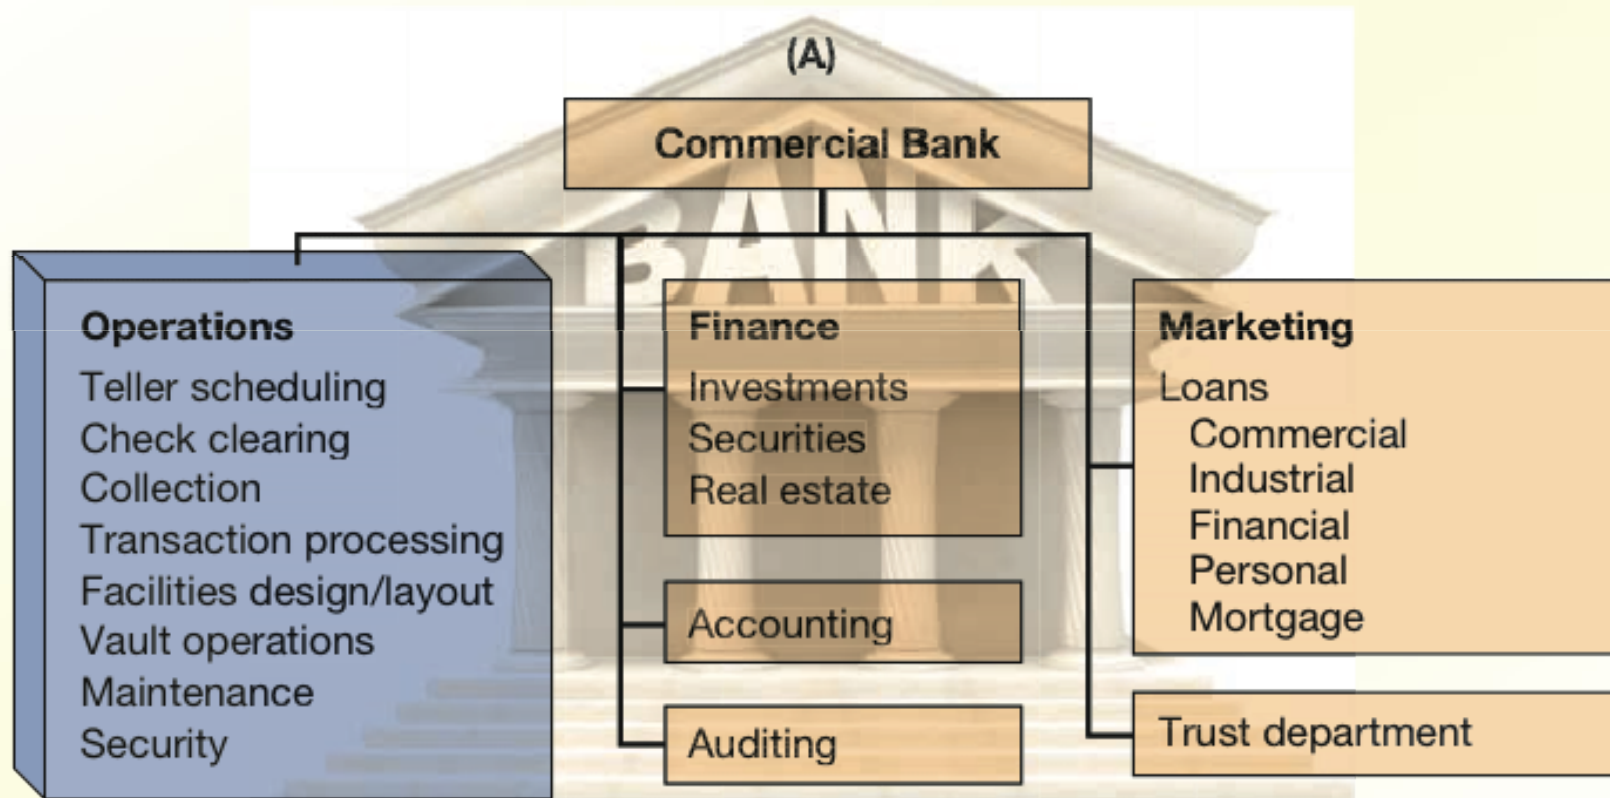 (A)
Commercial Bank
BANK
Operations
Teller scheduling
Check clearing
Collection
Transaction processing
Facilities design/layout
Vault operations
Maintenance
Security
Finance
Investments
Securities
Real estate
Accounting
Auditing
Marketing
Loans
Commercial
Industrial
Financial
Personal
Mortgage
Trust department